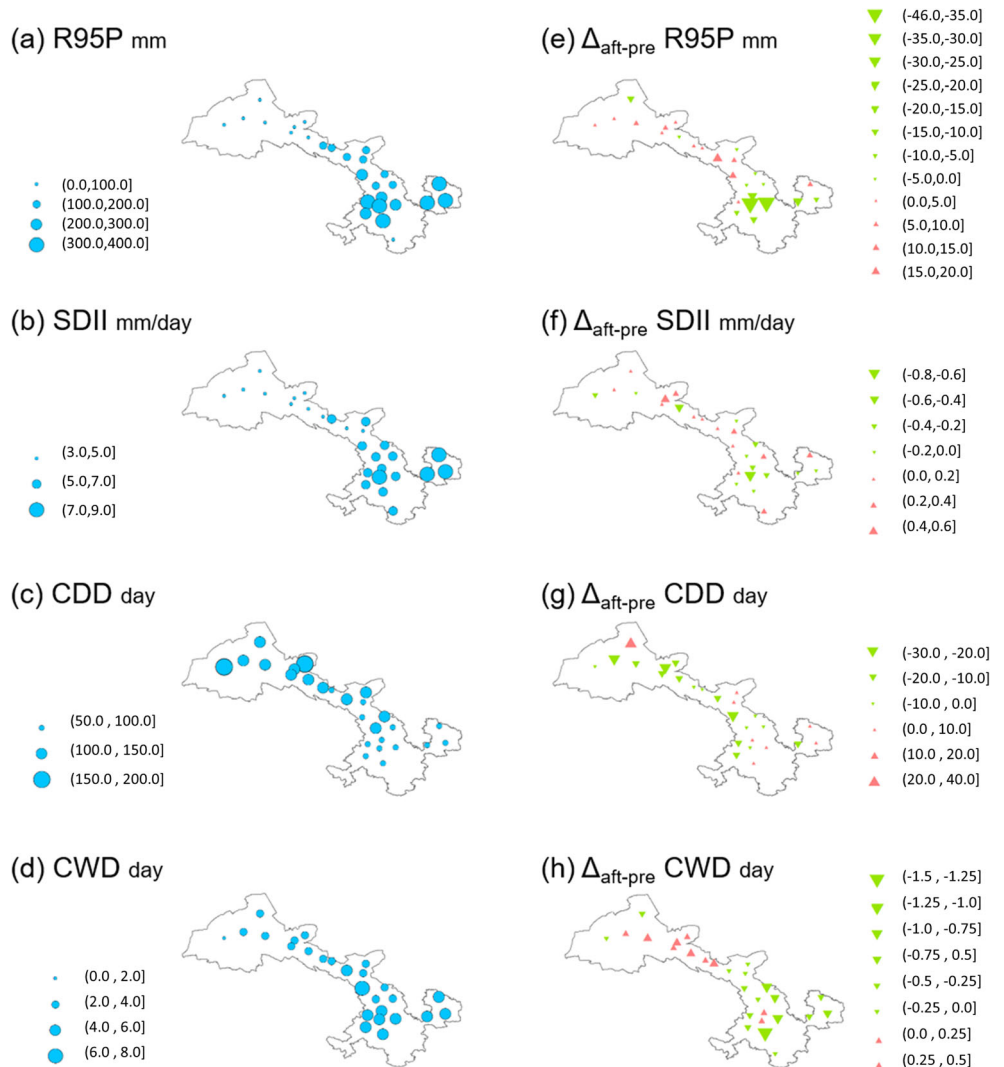 (a) R95P mm
(0.0,100.0]
(100.0,200.0]
(200.0,300.0]
(300.0,400.0]
(e) Δaft-pre R95P mm
(-46.0,-35.0]
(-35.0,-30.0]
(-30.0,-25.0]
(-25.0,-20.0]
(-20.0,-15.0]
(-15.0,-10.0]
(-10.0,-5.0]
(-5.0,0.0]
(0.0,5.0]
(5.0,10.0]
(10.0,15.0]
(15.0,20.0]
(b) SDII mm/day
(3.0,5.0]
(5.0,7.0]
(7.0,9.0]
(f) Δaft-pre SDII mm/day
(-0.8,-0.6]
(-0.6,-0.4]
(-0.4,-0.2]
(-0.2,0.0]
(0.0, 0.2]
(0.2,0.4]
(0.4,0.6]
(c) CDD day
(50.0 , 100.0]
(100.0 , 150.0]
(150.0 , 200.0]
(g) Δaft-pre CDD day
(-30.0 , -20.0]
(-20.0 , -10.0]
(-10.0 , 0.0]
(0.0 , 10.0]
(10.0 , 20.0]
(20.0 , 40.0]
(d) CWD day
(0.0 , 2.0]
(2.0 , 4.0]
(4.0 , 6.0]
(6.0 , 8.0]
(h) Δaft-pre CWD day
(-1.5 , -1.25]
(-1.25 , -1.0]
(-1.0 , -0.75]
(-0.75 , 0.5]
(-0.5 , -0.25]
(-0.25 , 0.0]
(0.0 , 0.25]
(0.25 , 0.5]